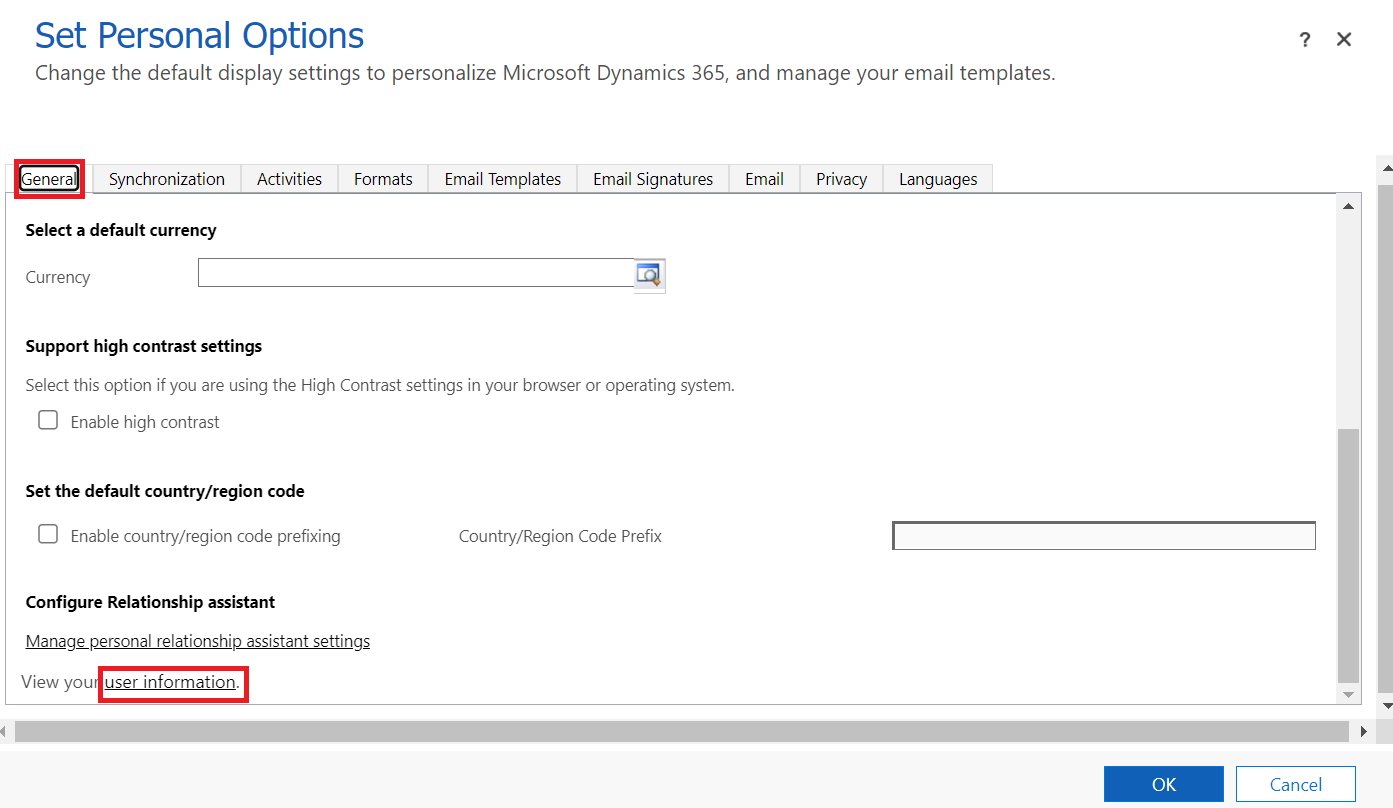 Set Personal Options
?
Change the default display settings to personalize Microsoft Dynamics 365, and manage your email templates.
General Synchronization Activities Formats Email Templates Email Signatures Email Privacy Languages
Select a default currency
Currency
Support high contrast settings
Select this option if you are using the High Contrast settings in your browser or operating system.
Enable high contrast
Set the default country/region code
Enable country/region code prefixing Country/Region Code Prefix
Configure Relationship assistant
Manage personal relationship assistant settings
View your user information.
OK Cancel